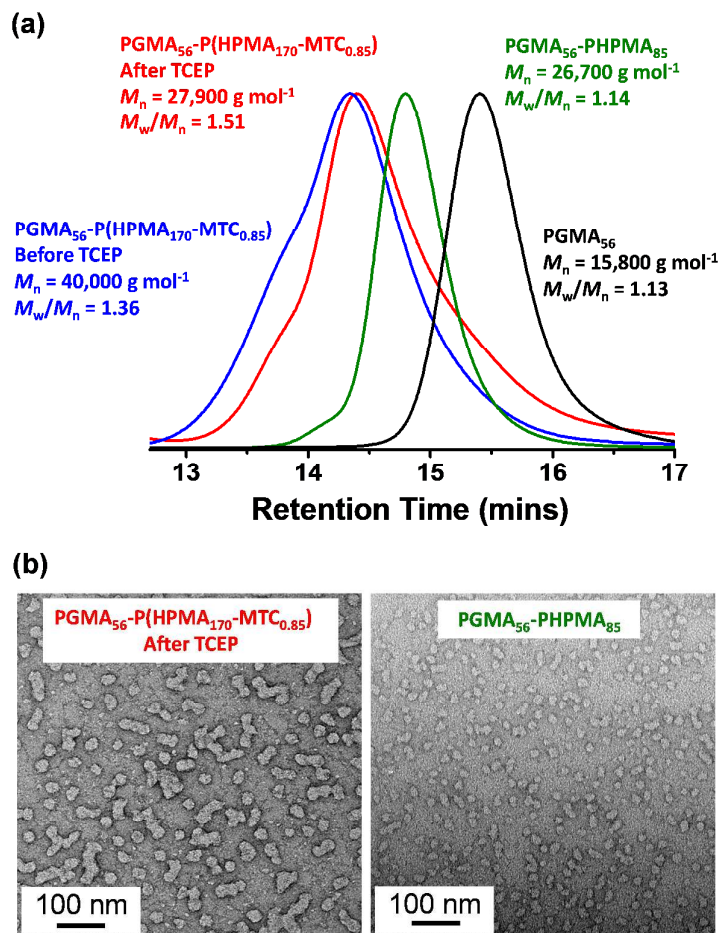 (a)
PGMA₅₆-P(HPMA₁₇₀-MTC₀.₈₅)
After TCEP
Mn = 27,900 g mol⁻¹
Mw/Mn = 1.51
PGMA₅₆-PHPMA₈₅
Mn = 26,700 g mol⁻¹
Mw/Mn = 1.14
PGMA₅₆-P(HPMA₁₇₀-MTC₀.₈₅)
Before TCEP
Mn = 40,000 g mol⁻¹
Mw/Mn = 1.36
PGMA₅₆
Mn = 15,800 g mol⁻¹
Mw/Mn = 1.13
13 14 15 16 17
Retention Time (mins)
(b)
PGMA₅₆-P(HPMA₁₇₀-MTC₀.₈₅)
After TCEP
PGMA₅₆-PHPMA₈₅
100 nm
100 nm